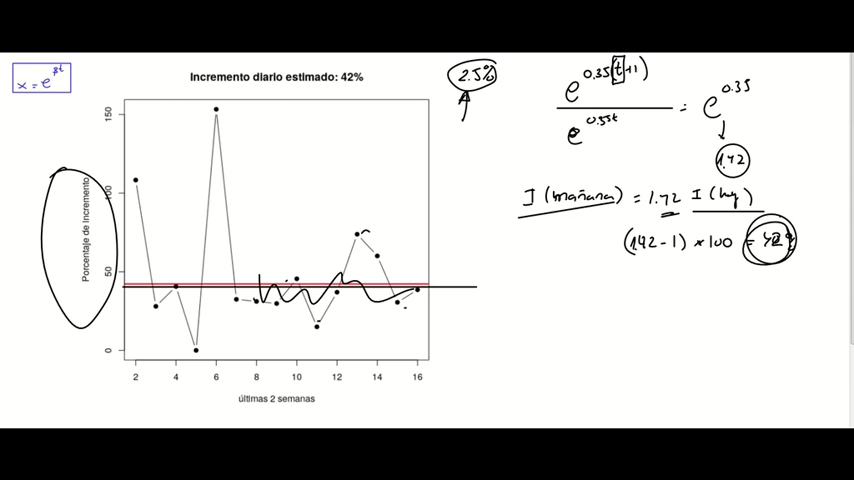 x = e^βt
Incremento diario estimado: 42%
Porcentaje de Incremento
150
100
50
0
2 4 6 8 10 12 14 16
últimas 2 semanas
2.5%
e^0.35(t+1)
e^0.35t
= e^0.35
1.42
I (mañana) = 1.42 I (hoy)
(1.42 - 1) × 100 = 42%